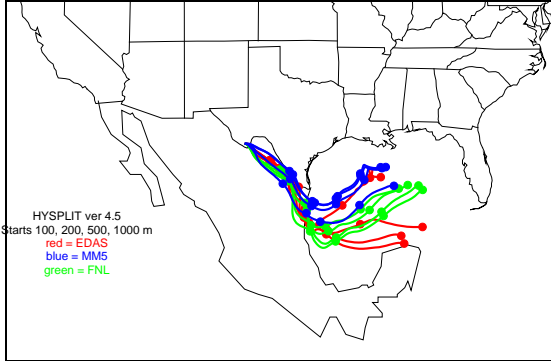 HYSPLIT ver 4.5
Starts 100, 200, 500, 1000 m
red = EDAS
blue = MM5
green = FNL